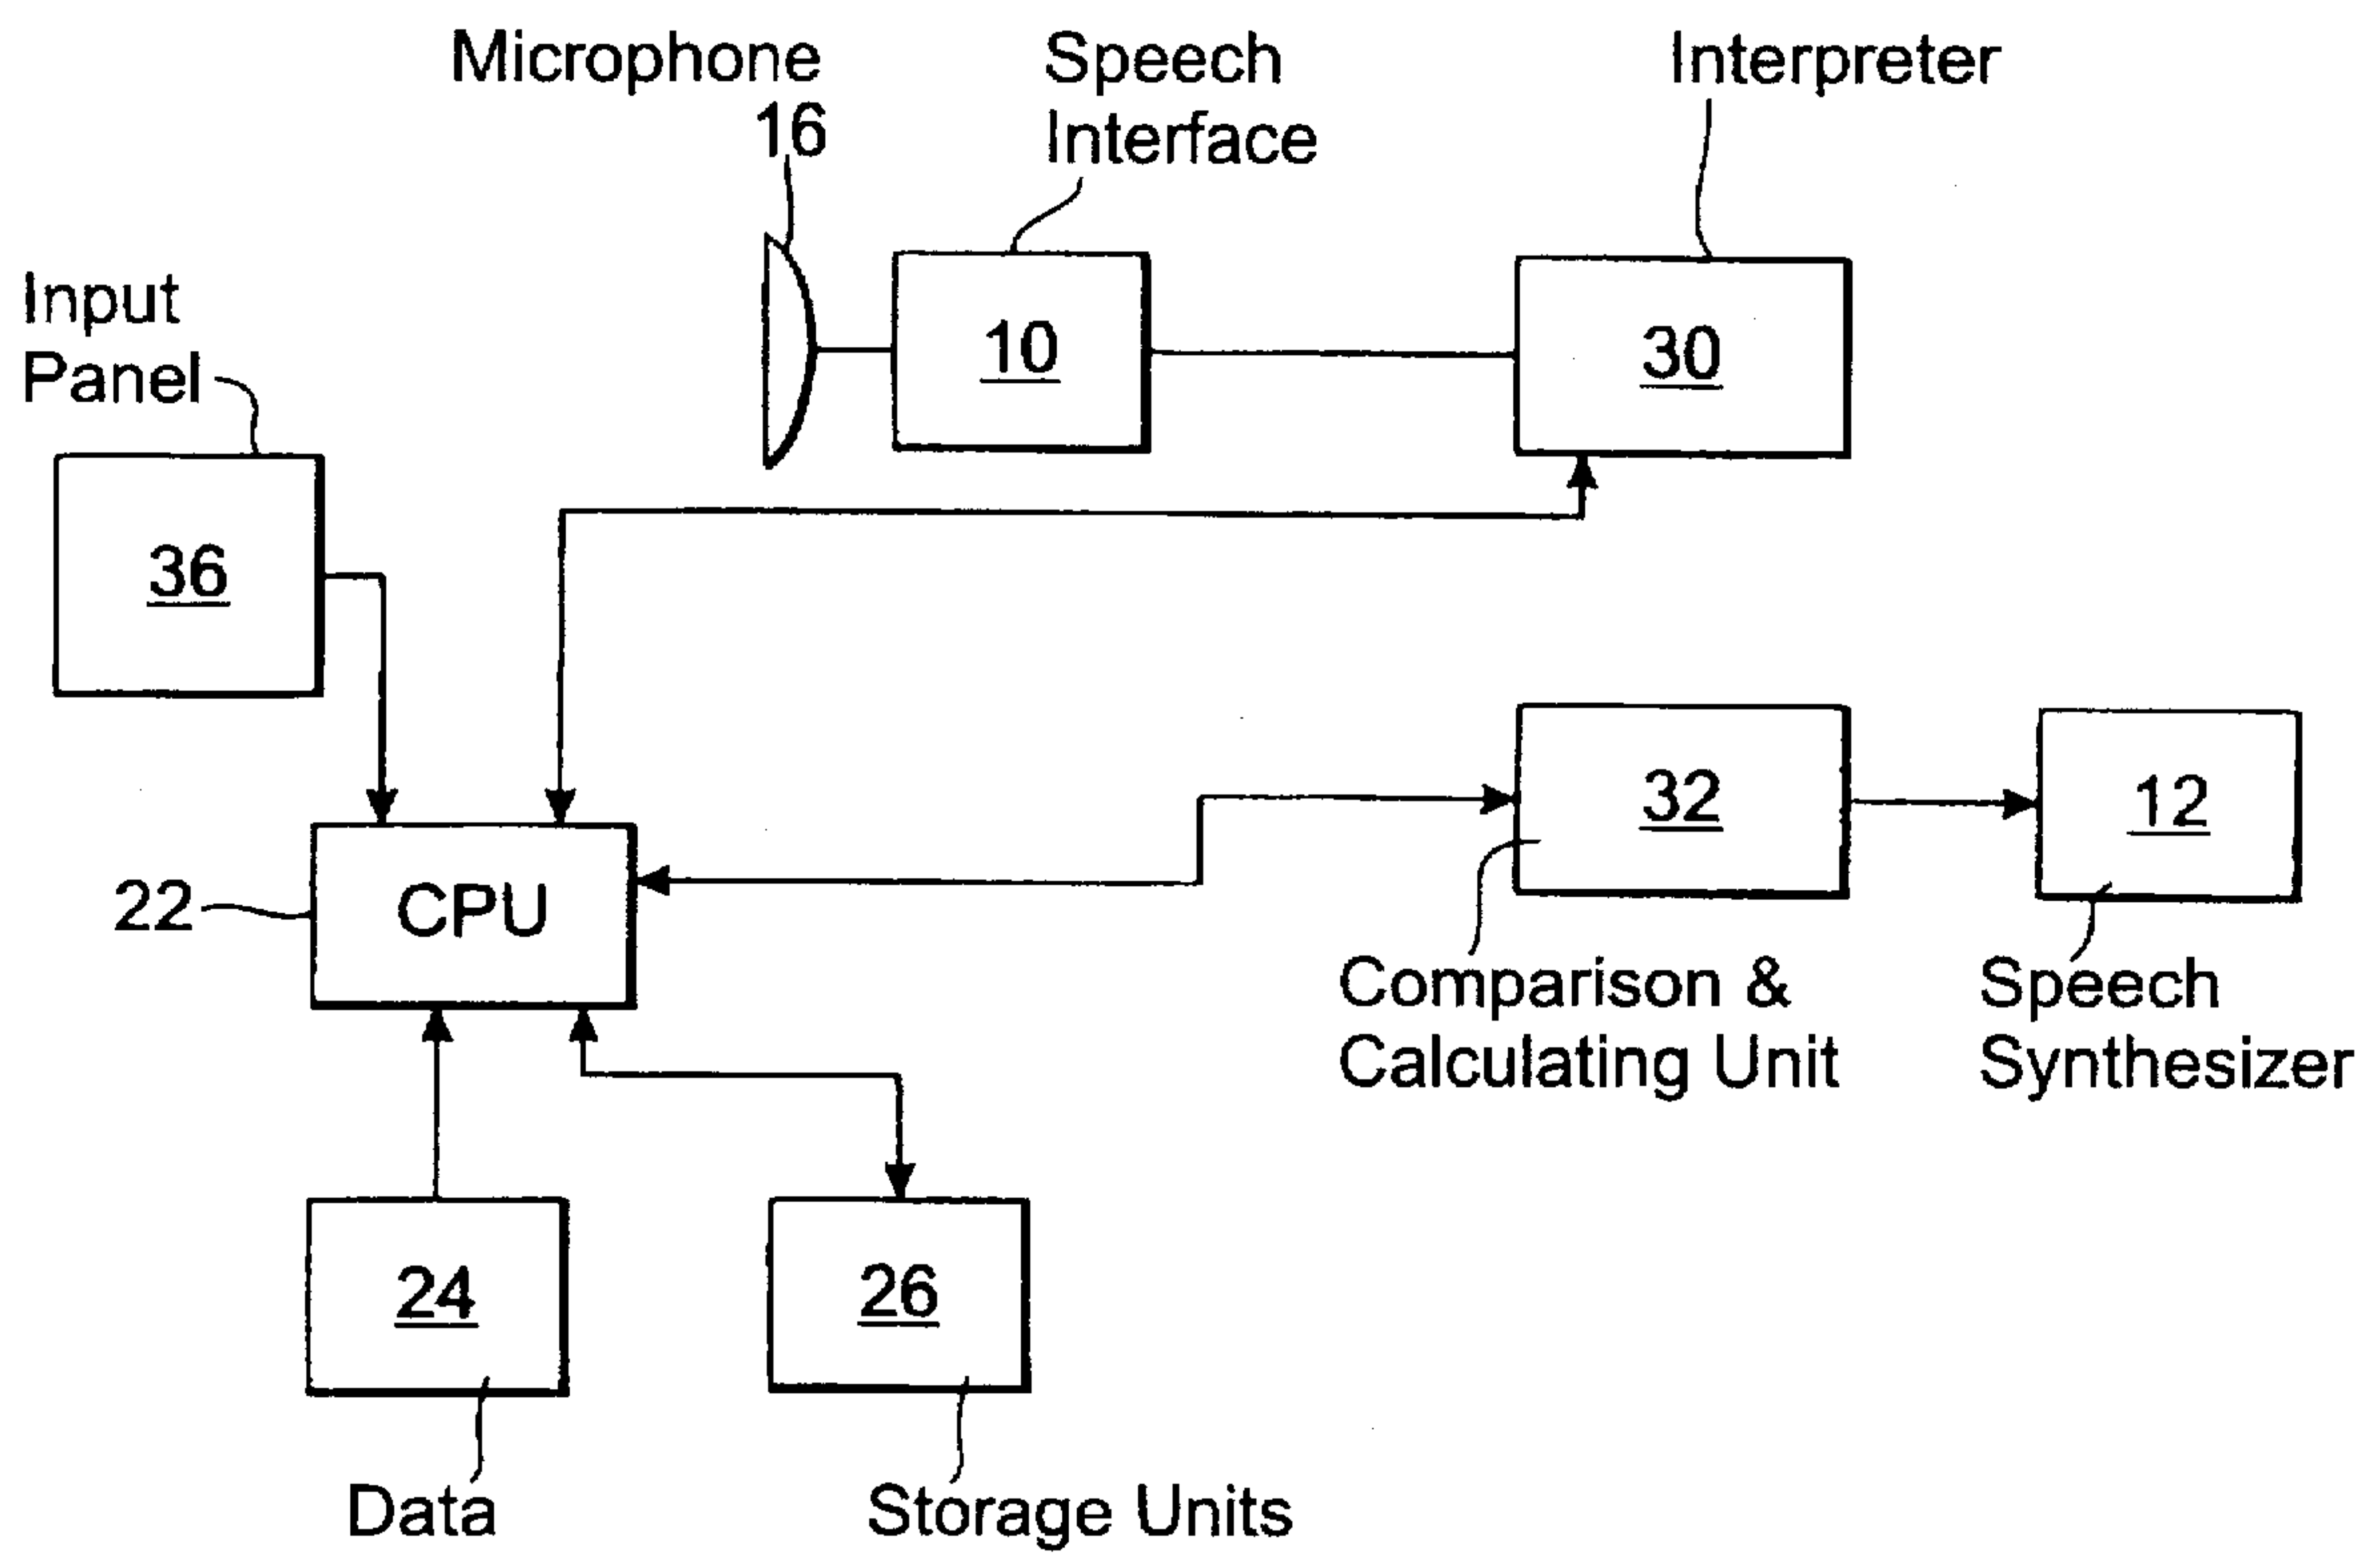 Microphone
16
Speech
Interface
Interpreter
Input
Panel
10
30
36
32
12
22
CPU
Comparison &
Calculating Unit
Speech
Synthesizer
24
26
Data
Storage Units